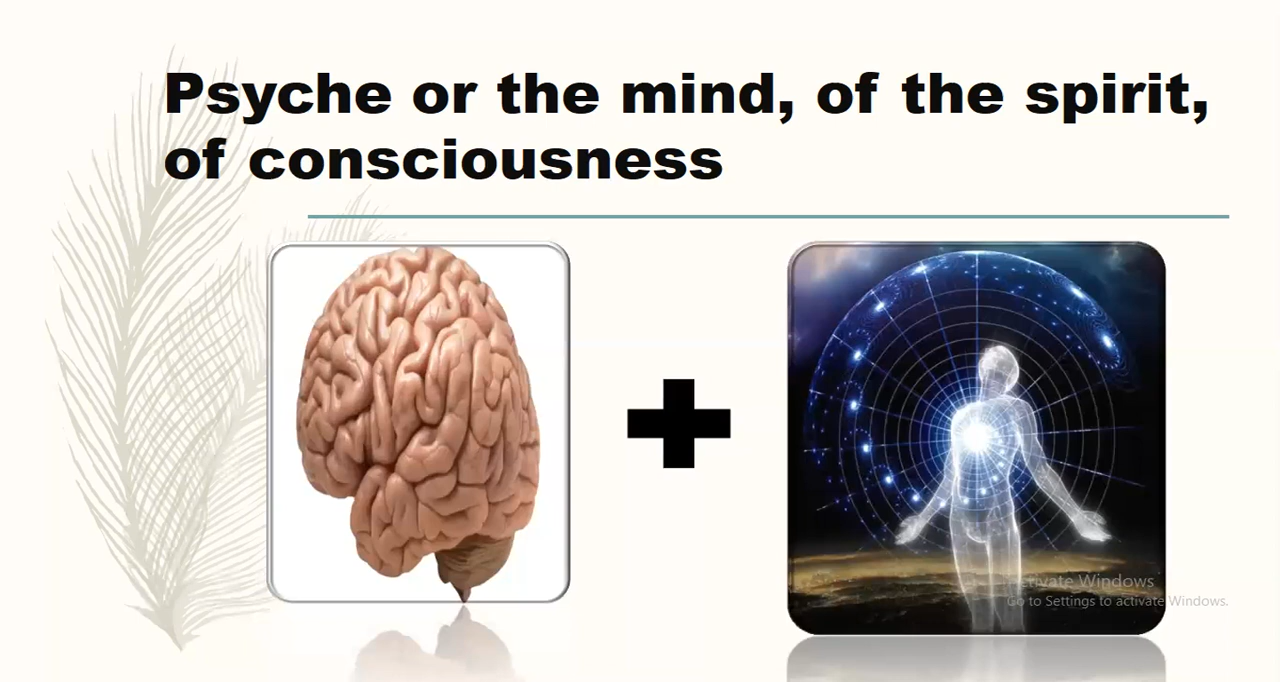 Psyche or the mind, of the spirit,
of consciousness
Activate Windows
Go to Settings to activate Windows.